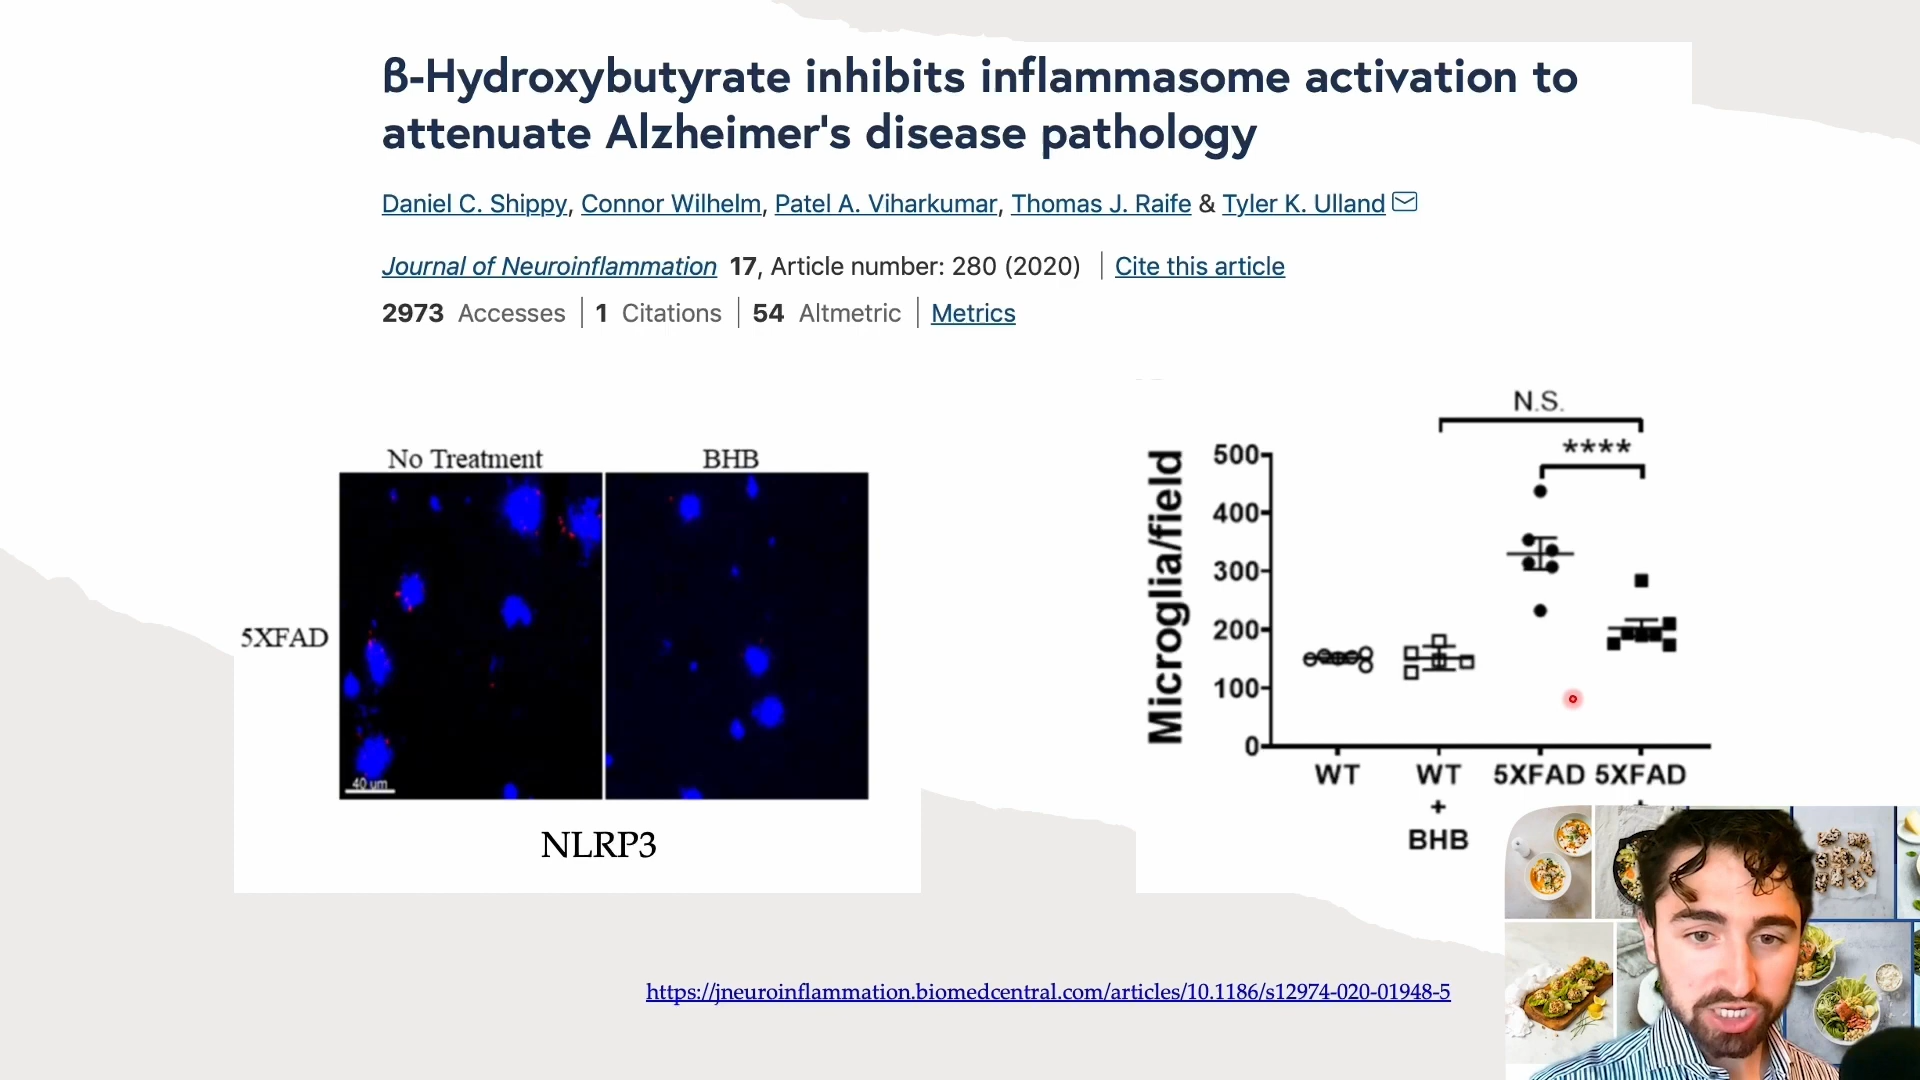 β-Hydroxybutyrate inhibits inflammasome activation to
attenuate Alzheimer's disease pathology
Daniel C. Shippy, Connor Wilhelm, Patel A. Viharkumar, Thomas J. Raife & Tyler K. Ulland
Journal of Neuroinflammation 17, Article number: 280 (2020) | Cite this article
2973 Accesses | 1 Citations | 54 Altmetric | Metrics
No Treatment BHB
5XFAD
40 um
NLRP3
N.S.
****
Microglia/field
500
400
300
200
100
0
WT WT 5XFAD 5XFAD
+ +
BHB
https://jneuroinflammation.biomedcentral.com/articles/10.1186/s12974-020-01948-5